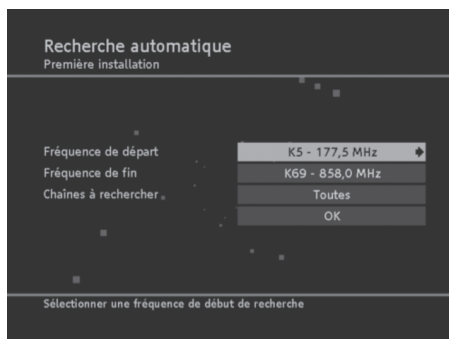 Recherche automatique
Première installation
Fréquence de départ K5 - 177,5 MHz
Fréquence de fin K69 - 858,0 MHz
Chaînes à rechercher Toutes
OK
Sélectionner une fréquence de début de recherche